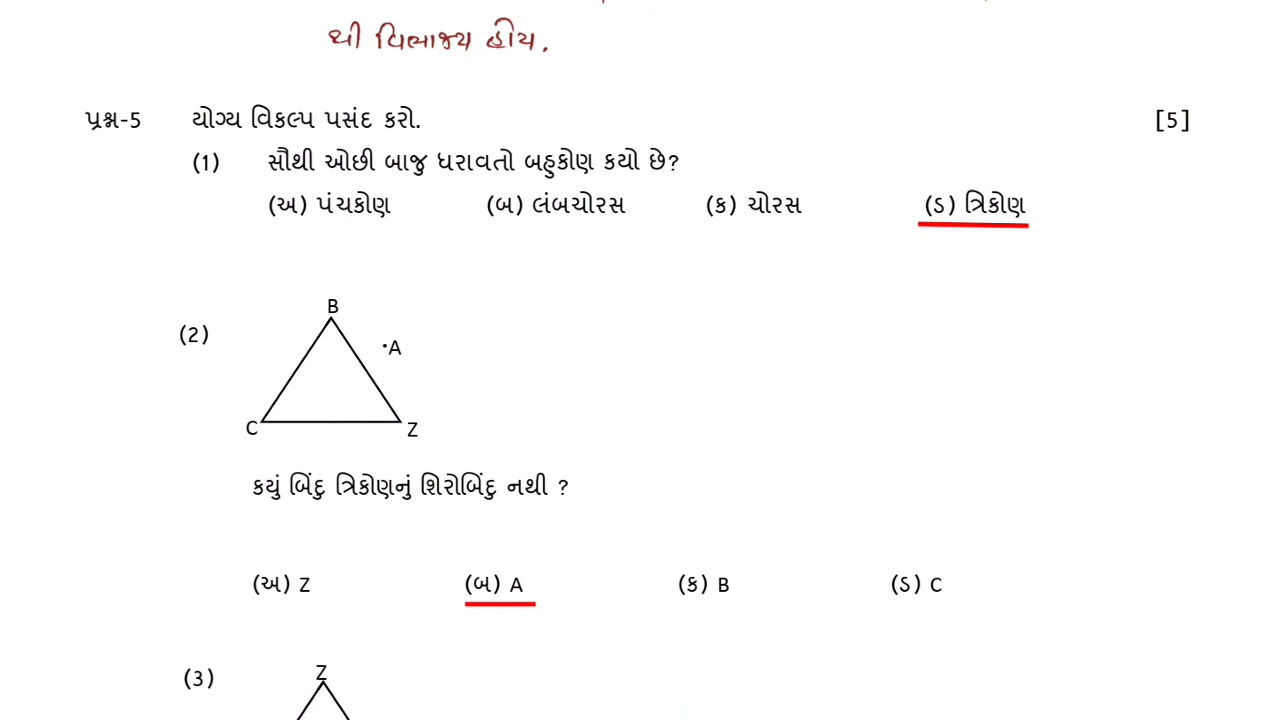 થી વિભાજ્ય હોય.
પ્રશ્ન-5 યોગ્ય વિકલ્પ પસંદ કરો. [5]
(1) સૌથી ઓછી બાજુ ધરાવતો બહુકોણ કયો છે?
(અ) પંચકોણ (બ) લંબચોરસ (ક) ચોરસ (ડ) ત્રિકોણ
B
(2)
A
C Z
કયું બિંદુ ત્રિકોણનું શિરોબિંદુ નથી ?
(અ) Z (બ) A (ક) B (ડ) C
(3) Z